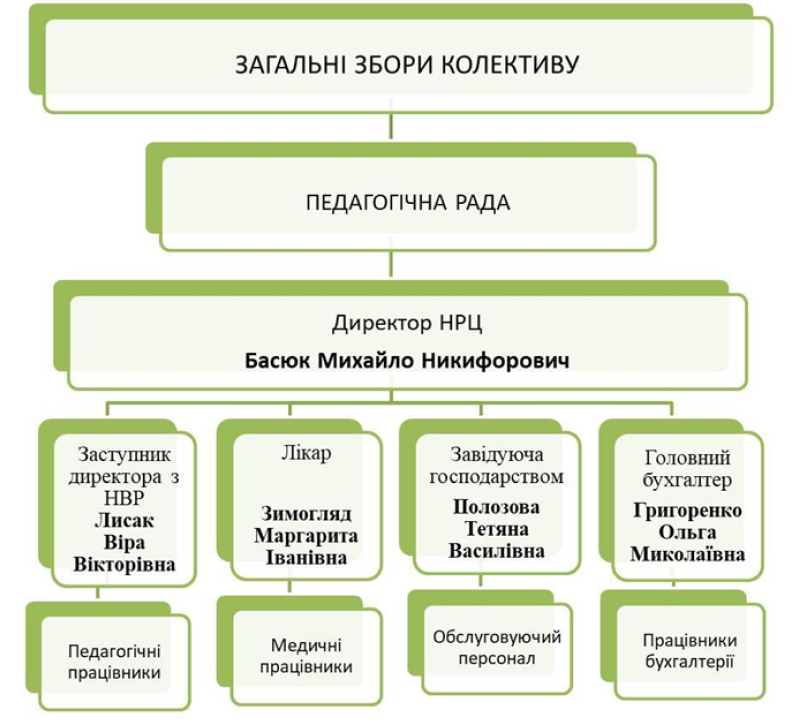 ЗАГАЛЬНІ ЗБОРИ КОЛЕКТИВУ
ПЕДАГОГІЧНА РАДА
Директор НРЦ
Басюк Михайло Никифорович
Заступник
директора з
НВР
Лисак
Віра
Вікторівна
Лікар
Зимогляд
Маргарита
Іванівна
Завідуюча
господарством
Полозова
Тетяна
Василівна
Головний
бухгалтер
Григоренко
Ольга
Миколаївна
Педагогічні
працівники
Медичні
працівники
Обслуговуючий
персонал
Працівники
бухгалтерії